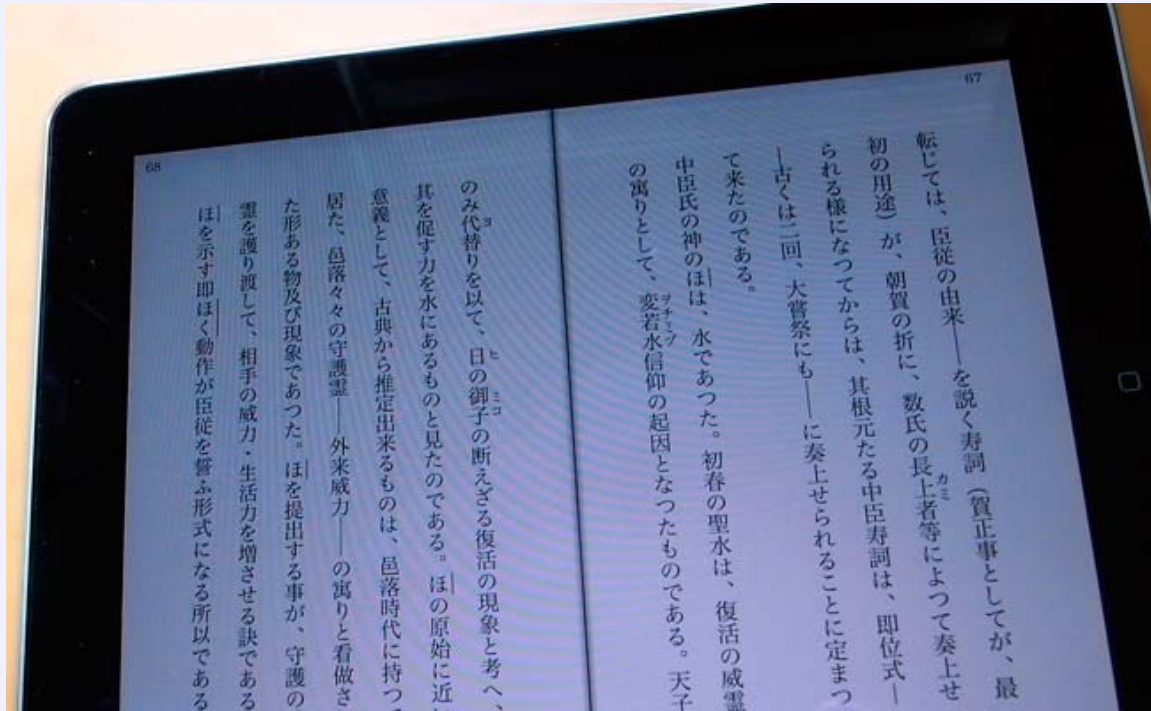 67
転じては、臣従の由来――を説く寿詞（賀正事としてが、最
初の用途）が、朝賀の折に、数氏の長上者等によつて奏上せ
られる様になつてからは、其根元たる中臣寿詞は、即位式―
―古くは二回、大嘗祭にも――に奏上せられることに定まつ
て来たのである。
中臣氏の神のほは、水であつた。初春の聖水は、復活の威霊
の寓りとして、変若水信仰の起因となつたものである。天子
68
のみ代替りを以て、日の御子の断えざる復活の現象と考へ、
其を促す力を水にあるものと見たのである。ほの原始に近
意義として、古典から推定出来るものは、邑落時代に持つ
居た、邑落々々の守護霊――外来威力――の寓りと看做さ
た形ある物及び現象であつた。ほを提出する事が、守護の
霊を護り渡して、相手の威力・生活力を増させる訣である
ほを示す即ほく動作が臣従を誓ふ形式になる所以である